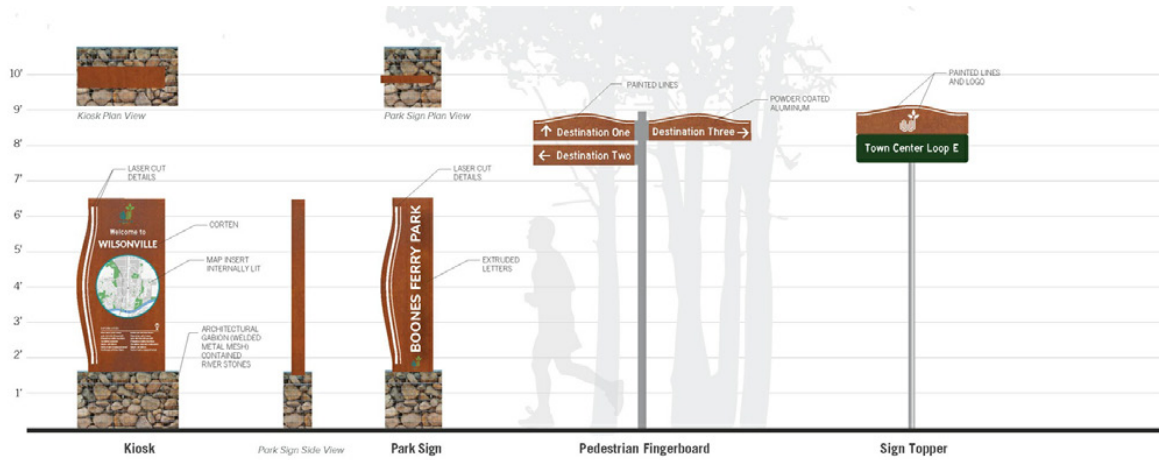 10'
9'
8'
7'
6'
5'
4'
3'
2'
1'
Kiosk Plan View
Park Sign Plan View
LASER CUT
DETAILS
Welcome to
WILSONVILLE
CORTEN
MAP INSERT
INTERNALLY LIT
ARCHITECTURAL
GABION (WELDED
METAL MESH)
CONTAINED
RIVER STONES
LASER CUT
DETAILS
BOONES FERRY PARK
EXTRUDED
LETTERS
PAINTED LINES
POWDER COATED
ALUMINUM
↑ Destination One
Destination Three →
← Destination Two
PAINTED LINES
AND LOGO
Town Center Loop E
Kiosk
Park Sign Side View
Park Sign
Pedestrian Fingerboard
Sign Topper